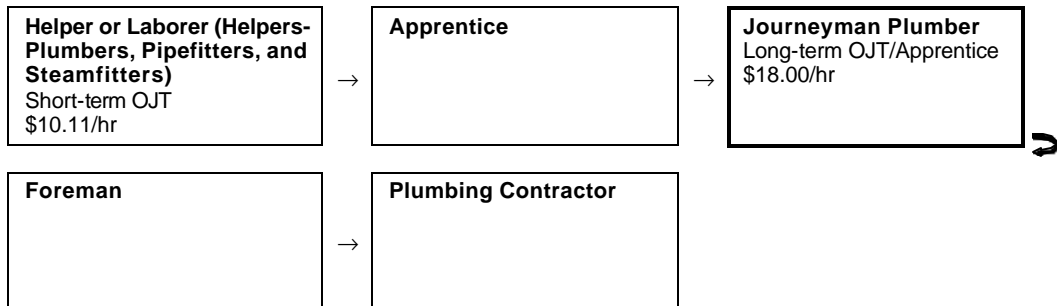 Helper or Laborer (Helpers-
Plumbers, Pipefitters, and
Steamfitters)
Short-term OJT
$10.11/hr
→
Apprentice
→
Journeyman Plumber
Long-term OJT/Apprentice
$18.00/hr
Foreman
→
Plumbing Contractor